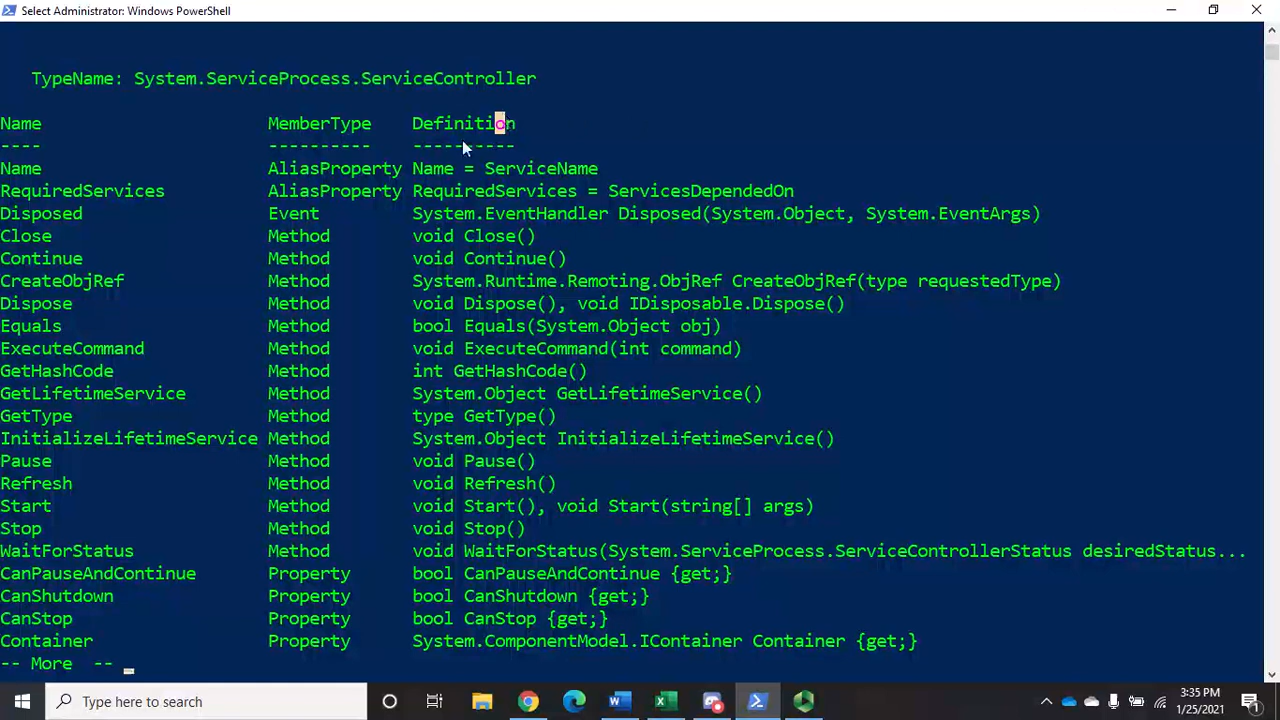 Select Administrator: Windows PowerShell
TypeName: System.ServiceProcess.ServiceController
Name MemberType Definition
---- ---------- ----------
Name AliasProperty Name = ServiceName
RequiredServices AliasProperty RequiredServices = ServicesDependedOn
Disposed Event System.EventHandler Disposed(System.Object, System.EventArgs)
Close Method void Close()
Continue Method void Continue()
CreateObjRef Method System.Runtime.Remoting.ObjRef CreateObjRef(type requestedType)
Dispose Method void Dispose(), void IDisposable.Dispose()
Equals Method bool Equals(System.Object obj)
ExecuteCommand Method void ExecuteCommand(int command)
GetHashCode Method int GetHashCode()
GetLifetimeService Method System.Object GetLifetimeService()
GetType Method type GetType()
InitializeLifetimeService Method System.Object InitializeLifetimeService()
Pause Method void Pause()
Refresh Method void Refresh()
Start Method void Start(), void Start(string[] args)
Stop Method void Stop()
WaitForStatus Method void WaitForStatus(System.ServiceProcess.ServiceControllerStatus desiredStatus...
CanPauseAndContinue Property bool CanPauseAndContinue {get;}
CanShutdown Property bool CanShutdown {get;}
CanStop Property bool CanStop {get;}
Container Property System.ComponentModel.IContainer Container {get;}
-- More --
Type here to search
3:35 PM
1/25/2021